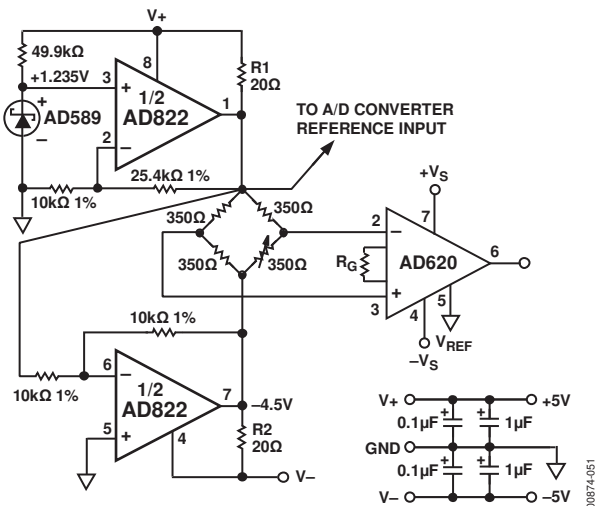 V+
49.9kΩ
+1.235V
3
+
8
1/2
AD822
1
R1
20Ω
+
AD589
–
2
–
TO A/D CONVERTER
REFERENCE INPUT
25.4kΩ 1%
10kΩ 1%
350Ω
350Ω
350Ω
350Ω
+VS
2
–
7
RG
AD620
6
+
3
4
5
VREF
–VS
10kΩ 1%
10kΩ 1%
6
–
1/2
AD822
7
–4.5V
5
+
4
R2
20Ω
V–
V+
+5V
0.1µF
+
+
1µF
GND
0.1µF
+
+
1µF
V–
–5V
00874-051